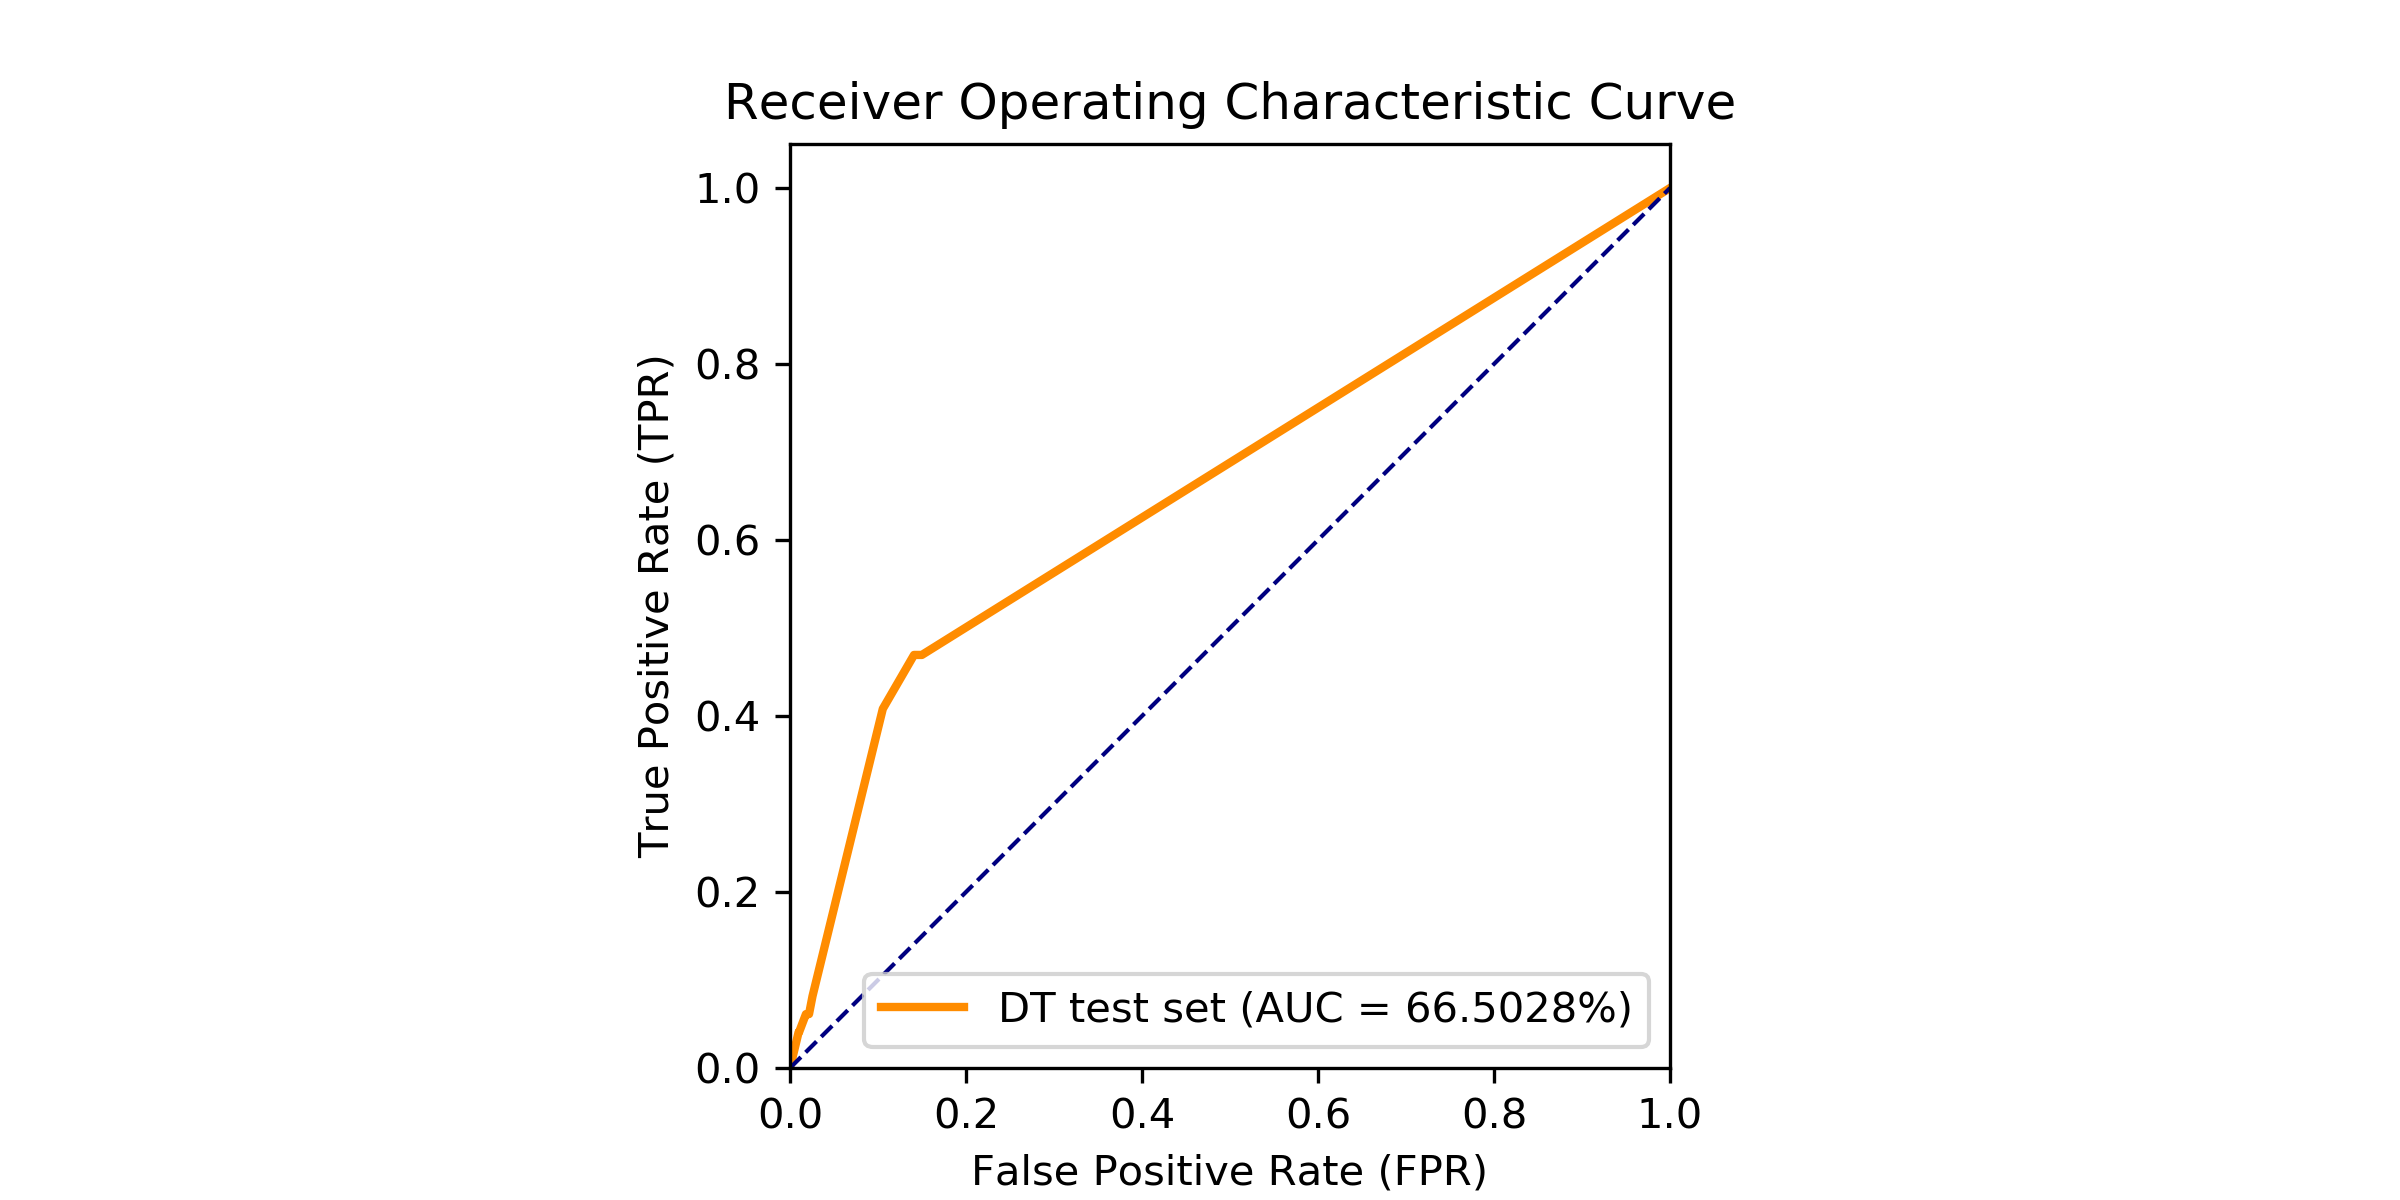 Receiver Operating Characteristic Curve
1.0
0.8
0.6
0.4
0.2
0.0
True Positive Rate (TPR)
DT test set (AUC = 66.5028%)
0.0 0.2 0.4 0.6 0.8 1.0
False Positive Rate (FPR)